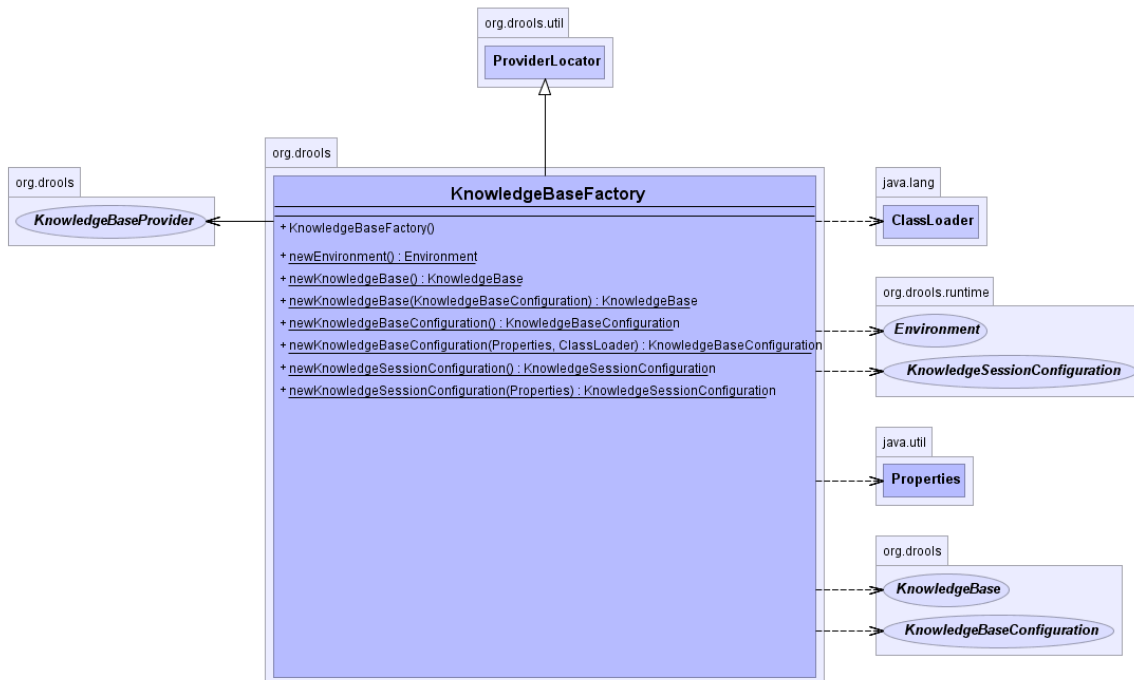 org.drools.util
ProviderLocator
org.drools
KnowledgeBaseProvider
org.drools
KnowledgeBaseFactory
+ KnowledgeBaseFactory()
+ newEnvironment() : Environment
+ newKnowledgeBase() : KnowledgeBase
+ newKnowledgeBase(KnowledgeBaseConfiguration) : KnowledgeBase
+ newKnowledgeBaseConfiguration() : KnowledgeBaseConfiguration
+ newKnowledgeBaseConfiguration(Properties, ClassLoader) : KnowledgeBaseConfiguration
+ newKnowledgeSessionConfiguration() : KnowledgeSessionConfiguration
+ newKnowledgeSessionConfiguration(Properties) : KnowledgeSessionConfiguration
java.lang
ClassLoader
org.drools.runtime
Environment
KnowledgeSessionConfiguration
java.util
Properties
org.drools
KnowledgeBase
KnowledgeBaseConfiguration